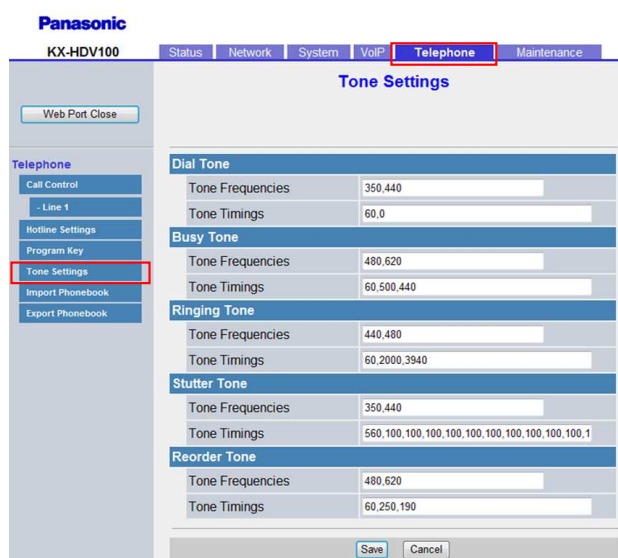 Panasonic
KX-HDV100
Status Network System VoIP Telephone Maintenance
Tone Settings
Web Port Close
Telephone
Call Control
- Line 1
Hotline Settings
Program Key
Tone Settings
Import Phonebook
Export Phonebook
Dial Tone
Tone Frequencies 350,440
Tone Timings 60,0
Busy Tone
Tone Frequencies 480,620
Tone Timings 60,500,440
Ringing Tone
Tone Frequencies 440,480
Tone Timings 60,2000,3940
Stutter Tone
Tone Frequencies 350,440
Tone Timings 560,100,100,100,100,100,100,100,100,100,100,1
Reorder Tone
Tone Frequencies 480,620
Tone Timings 60,250,190
Save Cancel